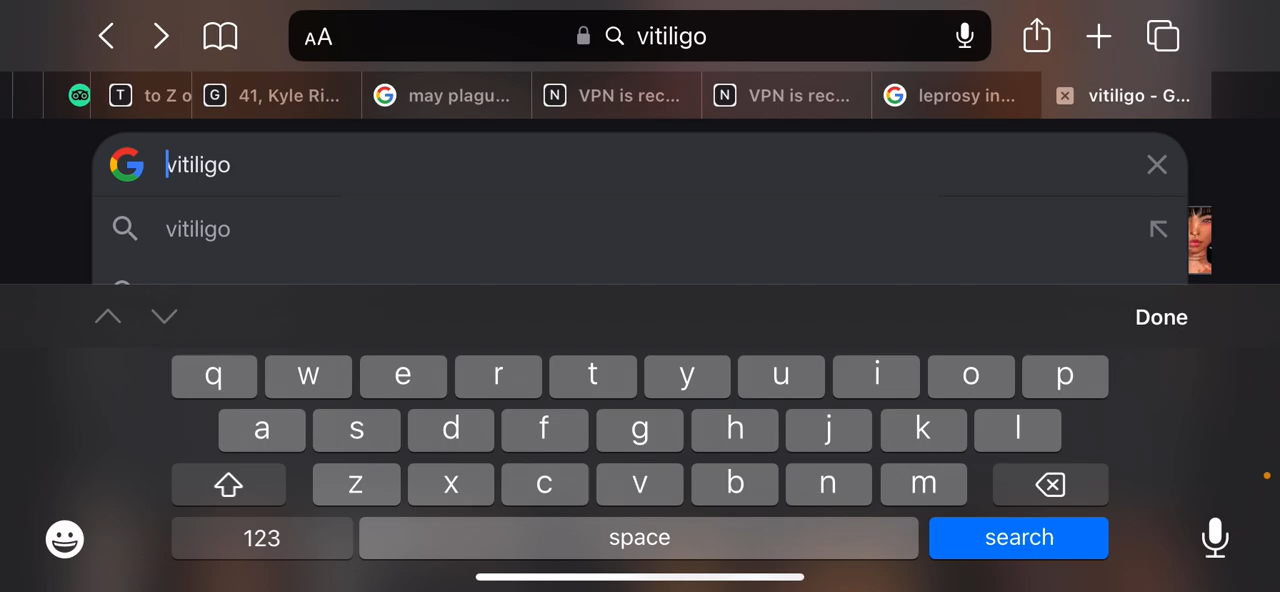 AA vitiligo
T to Z o G 41, Kyle Ri... may plagu... N VPN is rec... N VPN is rec... leprosy in... vitiligo - G...
vitiligo
vitiligo
Done
q w e r t y u i o p
a s d f g h j k l
z x c v b n m
123 space search